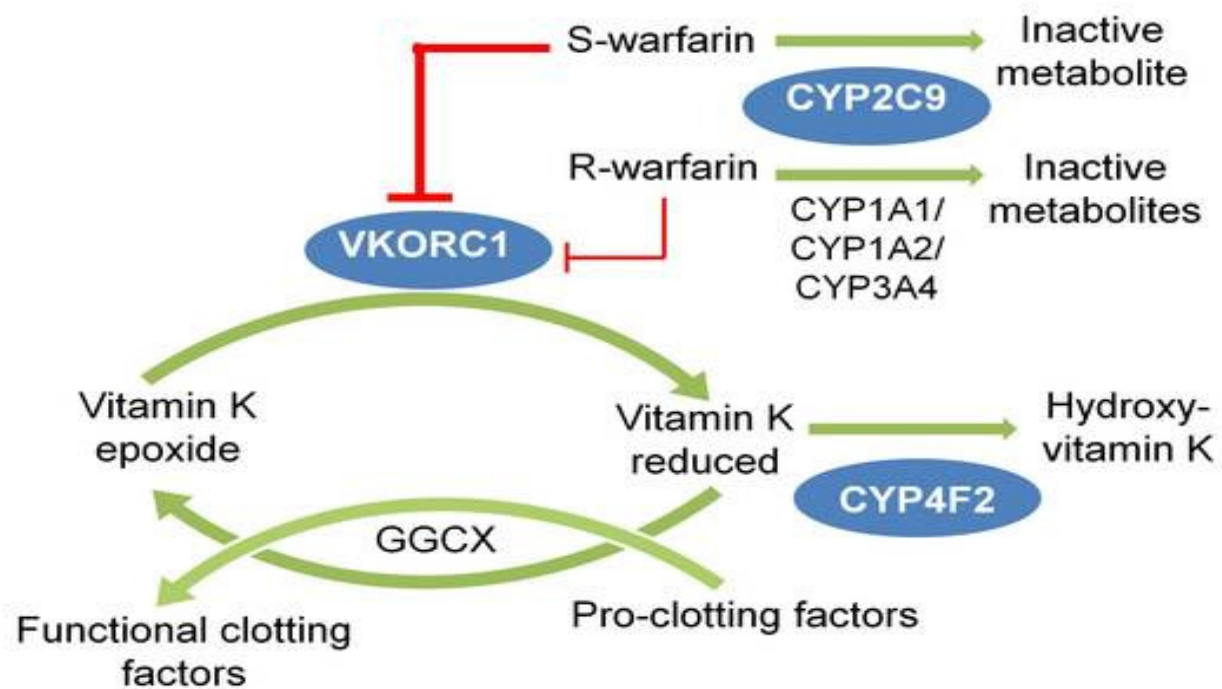 S-warfarin
Inactive
metabolite
CYP2C9
R-warfarin
Inactive
metabolites
CYP1A1/
CYP1A2/
CYP3A4
VKORC1
Vitamin K
epoxide
Vitamin K
reduced
Hydroxy-
vitamin K
CYP4F2
GGCX
Functional clotting
factors
Pro-clotting factors